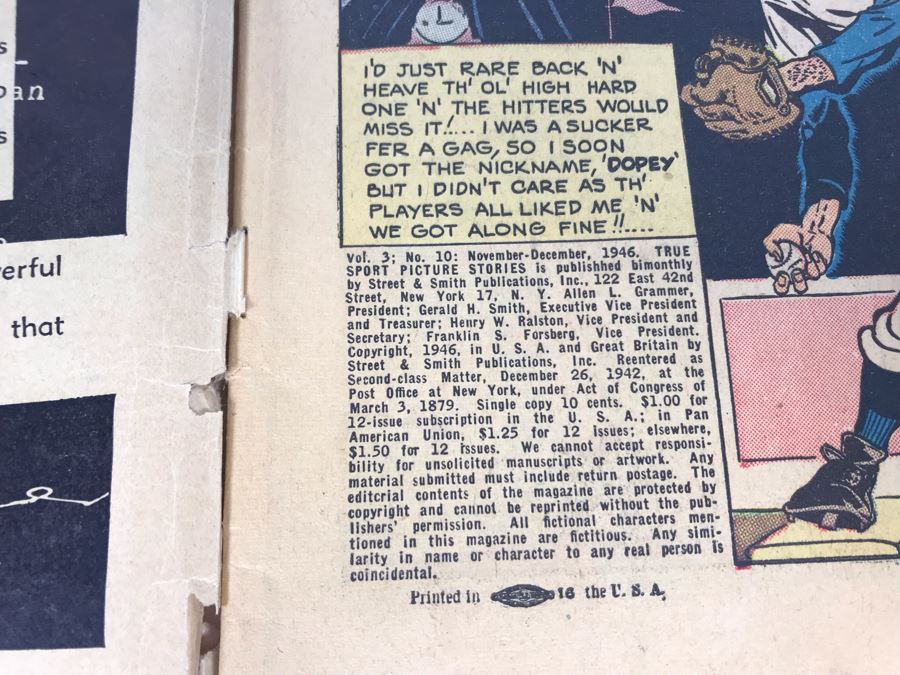 s
an
s
erful
that
I'D JUST RARE BACK 'N'
HEAVE TH' OL' HIGH HARD
ONE 'N' THE HITTERS WOULD
MISS IT!... I WAS A SUCKER
FER A GAG, SO I SOON
GOT THE NICKNAME, 'DOPEY'
BUT I DIDN'T CARE AS TH'
PLAYERS ALL LIKED ME 'N'
WE GOT ALONG FINE!!....
Vol. 3; No. 10: November-December, 1946. TRUE
SPORT PICTURE STORIES is publishhed bimonthly
by Street & Smith Publications, Inc., 122 East 42nd
Street, New York 17, N. Y. Allen L. Grammer,
President; Gerald H. Smith, Executive Vice President
and Treasurer; Henry W. Ralston, Vice President and
Secretary; Franklin S. Forsberg, Vice President.
Copyright, 1946, in U. S. A. and Great Britain by
Street & Smith Publications, Inc. Reentered as
Second-class Matter, December 26, 1942, at the
Post Office at New York, under Act of Congress of
March 3, 1879. Single copy 10 cents. $1.00 for
12-issue subscription in the U. S. A.; in Pan
American Union, $1.25 for 12 issues; elsewhere,
$1.50 for 12 issues. We cannot accept responsi-
bility for unsolicited manuscripts or artwork. Any
material submitted must include return postage. The
editcrial contents of the magazine are protected by
copyright and cannot be reprinted without the pub-
lishers' permission. All fictional characters men-
tioned in this magazine are fictitious. Any simi-
larity in name or character to any real person is
coincidental.
Printed in 16 the U. S. A.